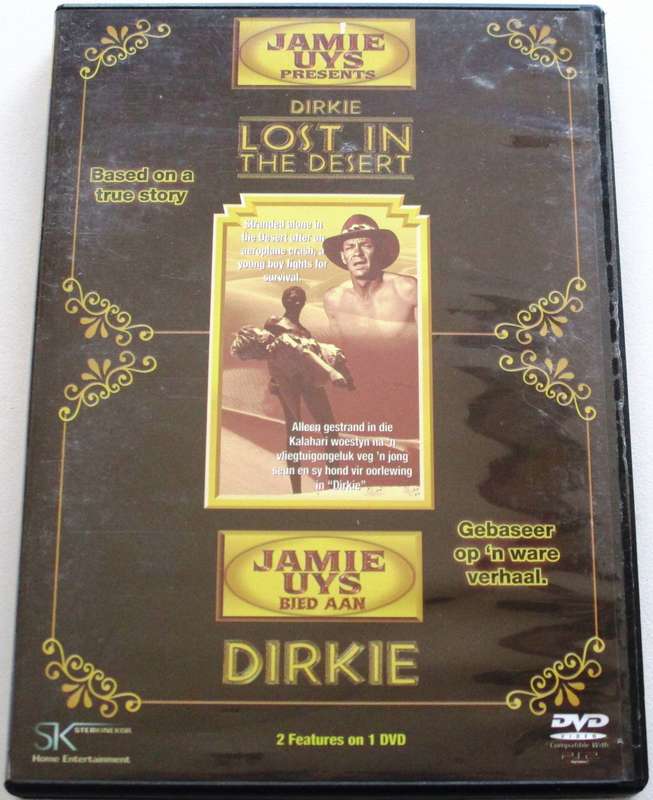 JAMIE
UYS
PRESENTS
DIRKIE
LOST IN
THE DESERT
Based on a
true story
Stranded alone in
the Desert after an
aeroplane crash, a
young boy fights for
survival.
Alleen gestrand in die
Kalahari woestyn na 'n
vliegtuigongeluk veg 'n jong
seun en sy hond vir oorlewing
in "Dirkie".
Gebaseer
op 'n ware
verhaal.
JAMIE
UYS
BIED AAN
DIRKIE
SK STERKINEKOR
Home Entertainment
2 Features on 1 DVD
DVD
VIDEO
Compatible With
PS2